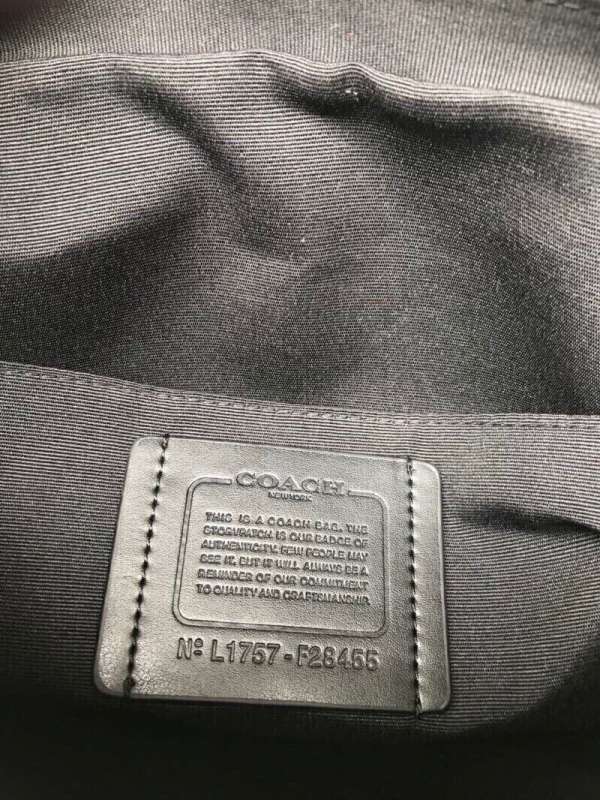 COACH
NEW YORK
THIS IS A COACH BAG. THE
STORYPATCH IS OUR BADGE OF
AUTHENTICITY. FEW PEOPLE MAY
SEE IT, BUT IT WILL ALWAYS BE A
REMINDER OF OUR COMMITMENT
TO QUALITY AND CRAFTSMANSHIP.
Nº L1757-F28455